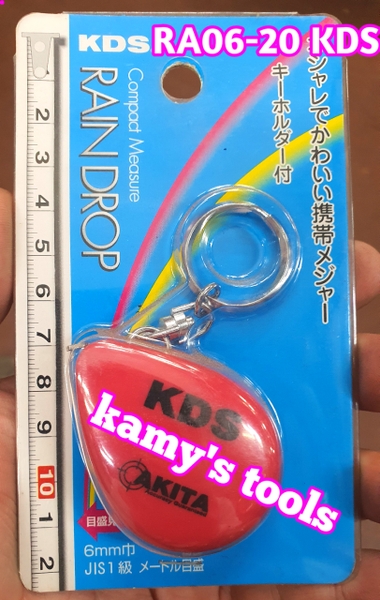 KDS
RA06-20 KDS
RAIN DROP
Compact Measure
シャレでかわいい携帯メジャー
キーホルダー付
2
3
4
5
6
7
8
9
10
1
2
KDS
AKITA
kamy's tools
6mm巾
JIS1級 メートル目盛